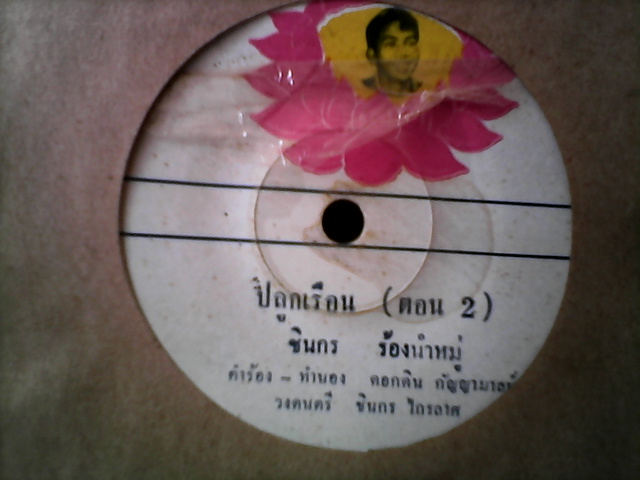 ปีลูกเรือน (ตอน 2)
ชินกร ร้องนำหมู่
คำร้อง – ทำนอง ดอกดิน กัญญามาลย์
วงดนตรี ชินกร ไกรลาศ